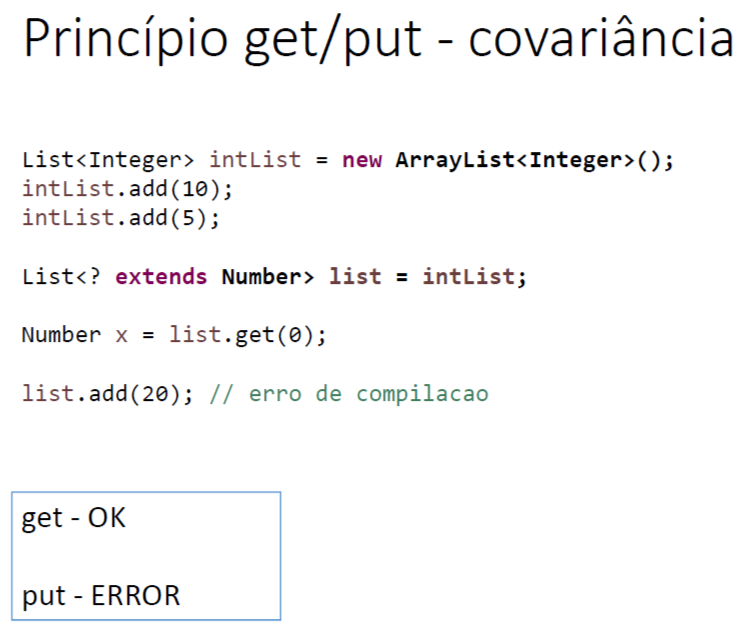 Princípio get/put - covariância
List<Integer> intList = new ArrayList<Integer>();
intList.add(10);
intList.add(5);
List<? extends Number> list = intList;
Number x = list.get(0);
list.add(20); // erro de compilacao
get - OK
put - ERROR